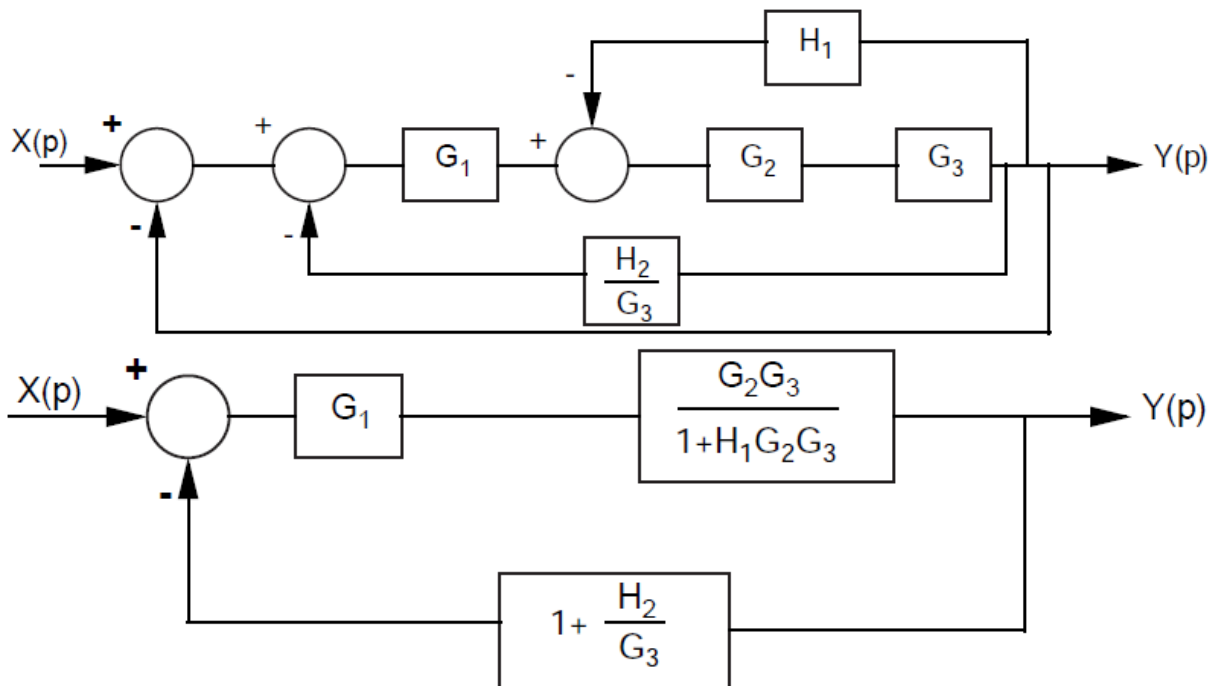 H₁
-
X(p) + + G₁ + G₂ G₃ Y(p)
- -
H₂
G₃
X(p) + G₁ G₂G₃ Y(p)
1+H₁G₂G₃
-
1+ H₂
G₃